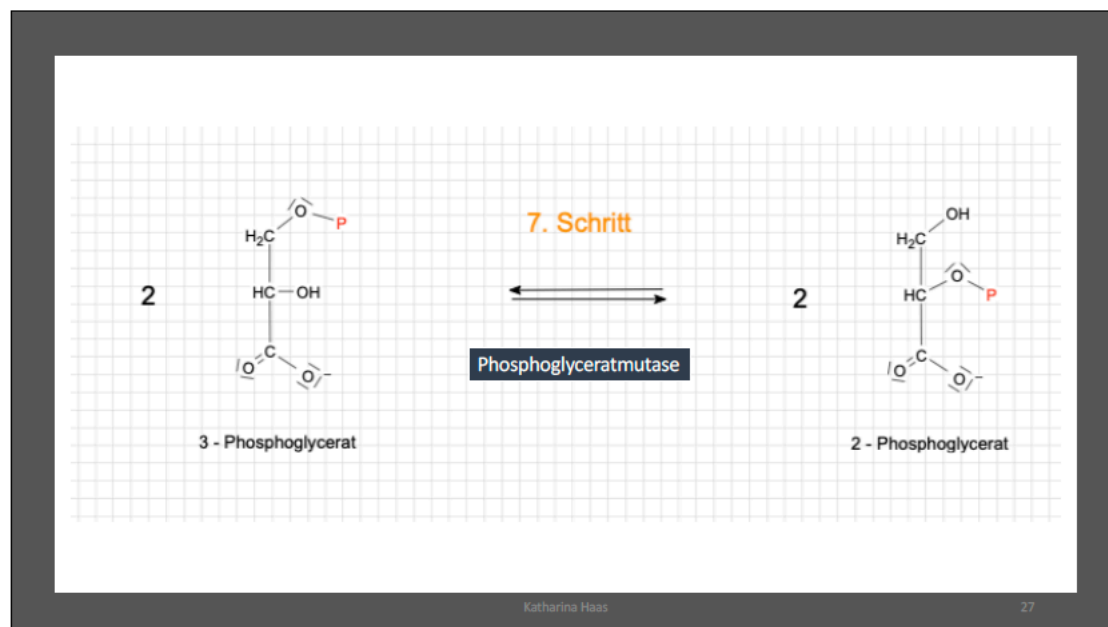 7. Schritt
2
O
P
H₂C
HC—OH
C
O
O⁻
3 - Phosphoglycerat
Phosphoglyceratmutase
2
OH
H₂C
O
HC
P
C
O
O⁻
2 - Phosphoglycerat
Katharina Haas
27